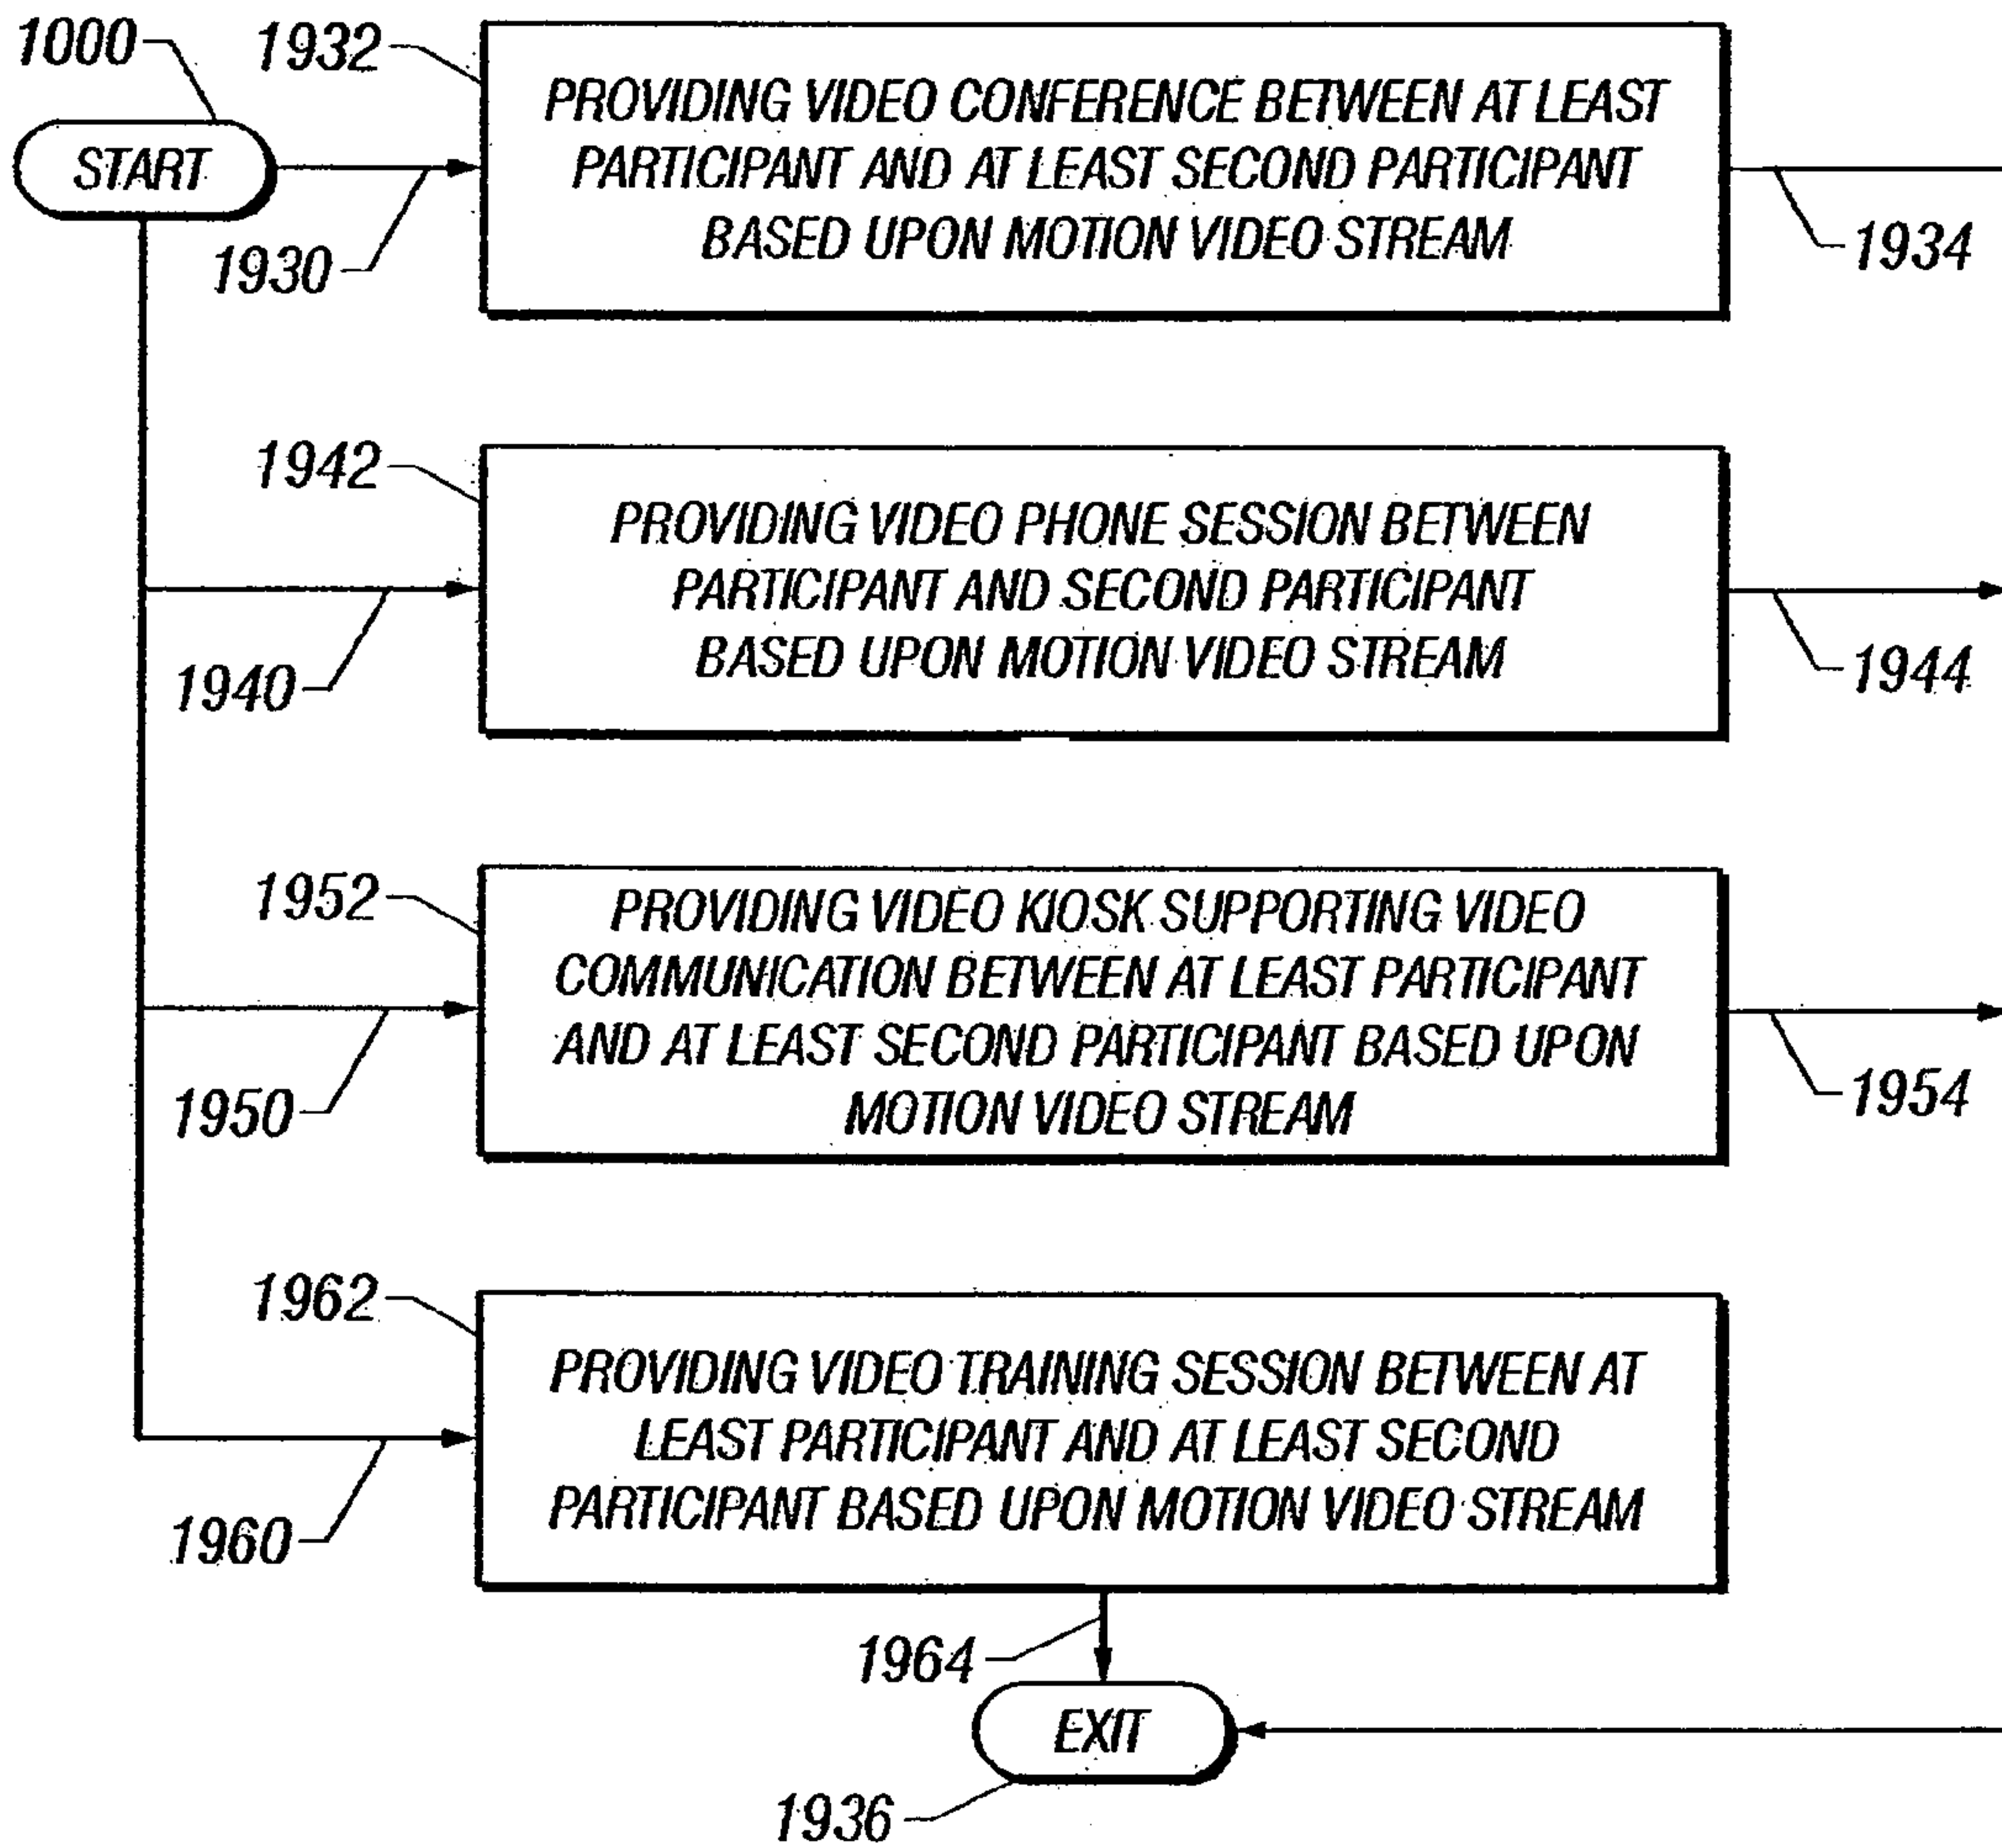 1000
START
1930
1932
PROVIDING VIDEO CONFERENCE BETWEEN AT LEAST
PARTICIPANT AND AT LEAST SECOND PARTICIPANT
BASED UPON MOTION VIDEO STREAM
1934
1942
PROVIDING VIDEO PHONE SESSION BETWEEN
PARTICIPANT AND SECOND PARTICIPANT
BASED UPON MOTION VIDEO STREAM
1940
1944
1952
PROVIDING VIDEO KIOSK SUPPORTING VIDEO
COMMUNICATION BETWEEN AT LEAST PARTICIPANT
AND AT LEAST SECOND PARTICIPANT BASED UPON
MOTION VIDEO STREAM
1950
1954
1962
PROVIDING VIDEO TRAINING SESSION BETWEEN AT
LEAST PARTICIPANT AND AT LEAST SECOND
PARTICIPANT BASED UPON MOTION VIDEO STREAM
1960
1964
EXIT
1936